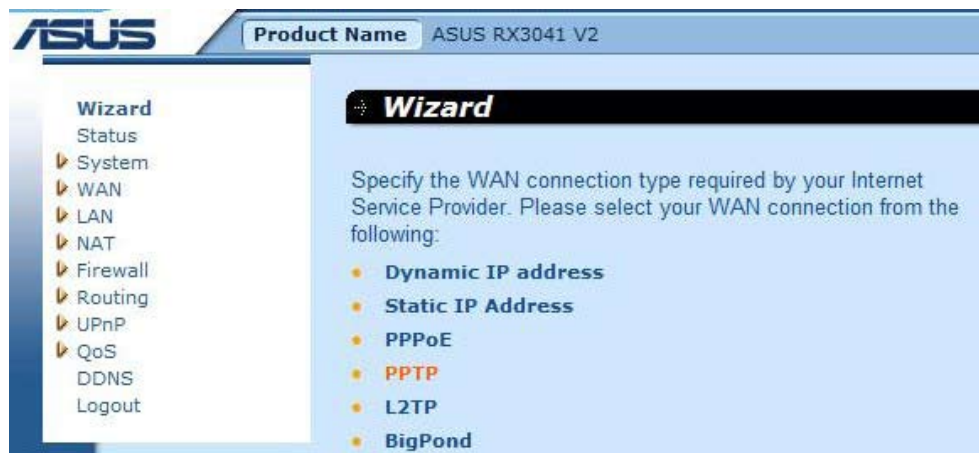 ASUS
Product Name ASUS RX3041 V2
Wizard
Status
System
WAN
LAN
NAT
Firewall
Routing
UPnP
QoS
DDNS
Logout
Wizard
Specify the WAN connection type required by your Internet
Service Provider. Please select your WAN connection from the
following:
Dynamic IP address
Static IP Address
PPPoE
PPTP
L2TP
BigPond